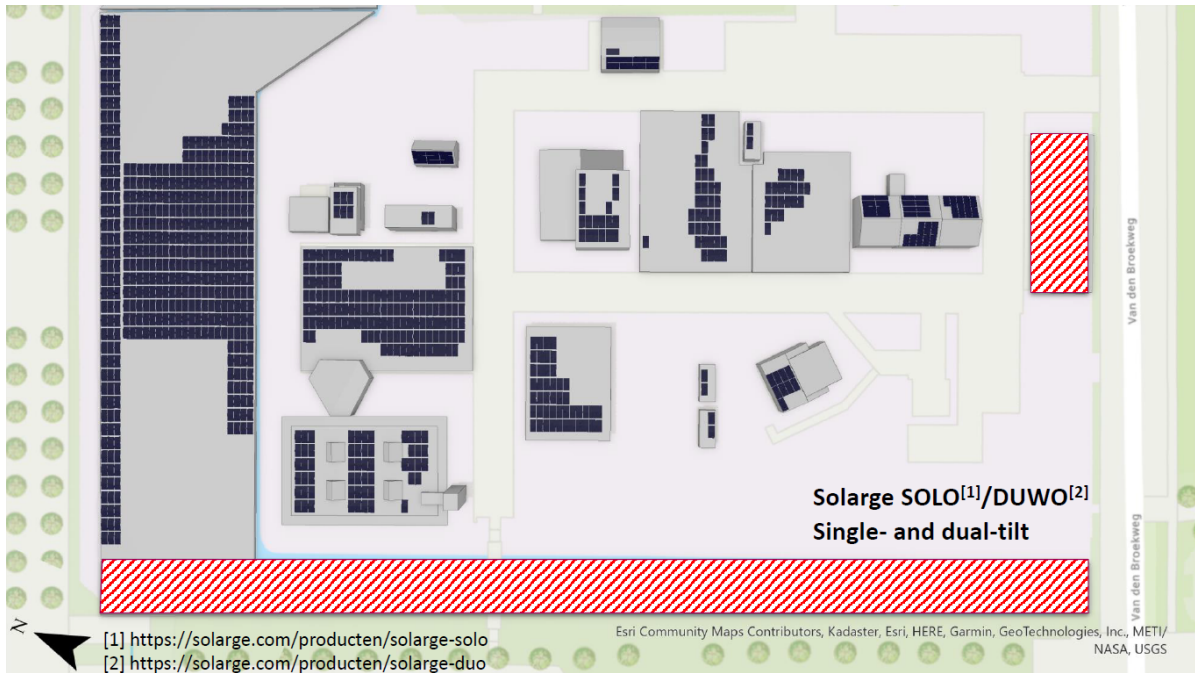 Van den Broekweg
Solarge SOLO[1]/DUWO[2]
Single- and dual-tilt
Van den Broekweg
N
[1] https://solarge.com/producten/solarge-solo
[2] https://solarge.com/producten/solarge-duo
Esri Community Maps Contributors, Kadaster, Esri, HERE, Garmin, GeoTechnologies, Inc., METI/
NASA, USGS